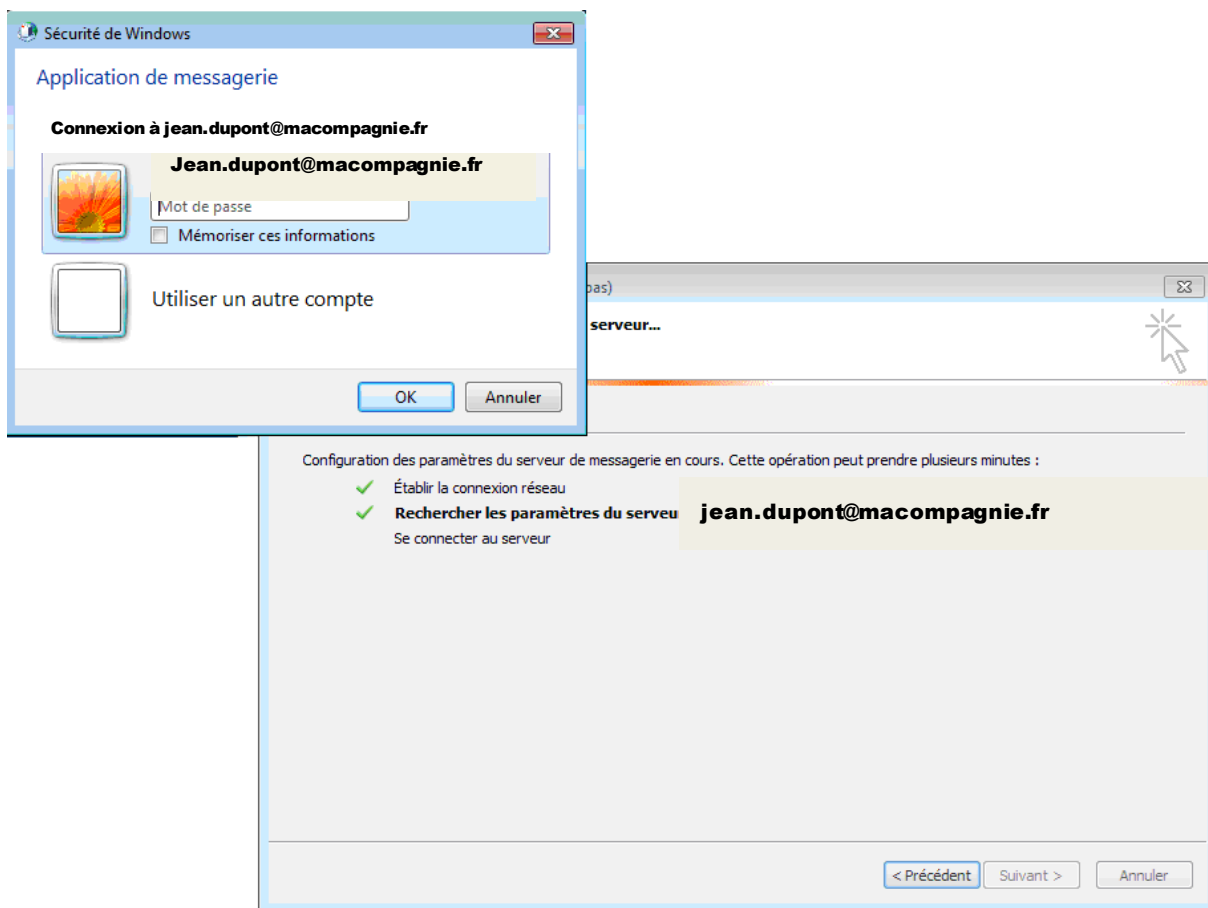 Sécurité de Windows
Application de messagerie
Connexion à jean.dupont@macompagnie.fr
Jean.dupont@macompagnie.fr
Mot de passe
Mémoriser ces informations
Utiliser un autre compte
OK Annuler
pas)
serveur...
Configuration des paramètres du serveur de messagerie en cours. Cette opération peut prendre plusieurs minutes :
Établir la connexion réseau
Rechercher les paramètres du serveur jean.dupont@macompagnie.fr
Se connecter au serveur
< Précédent Suivant > Annuler